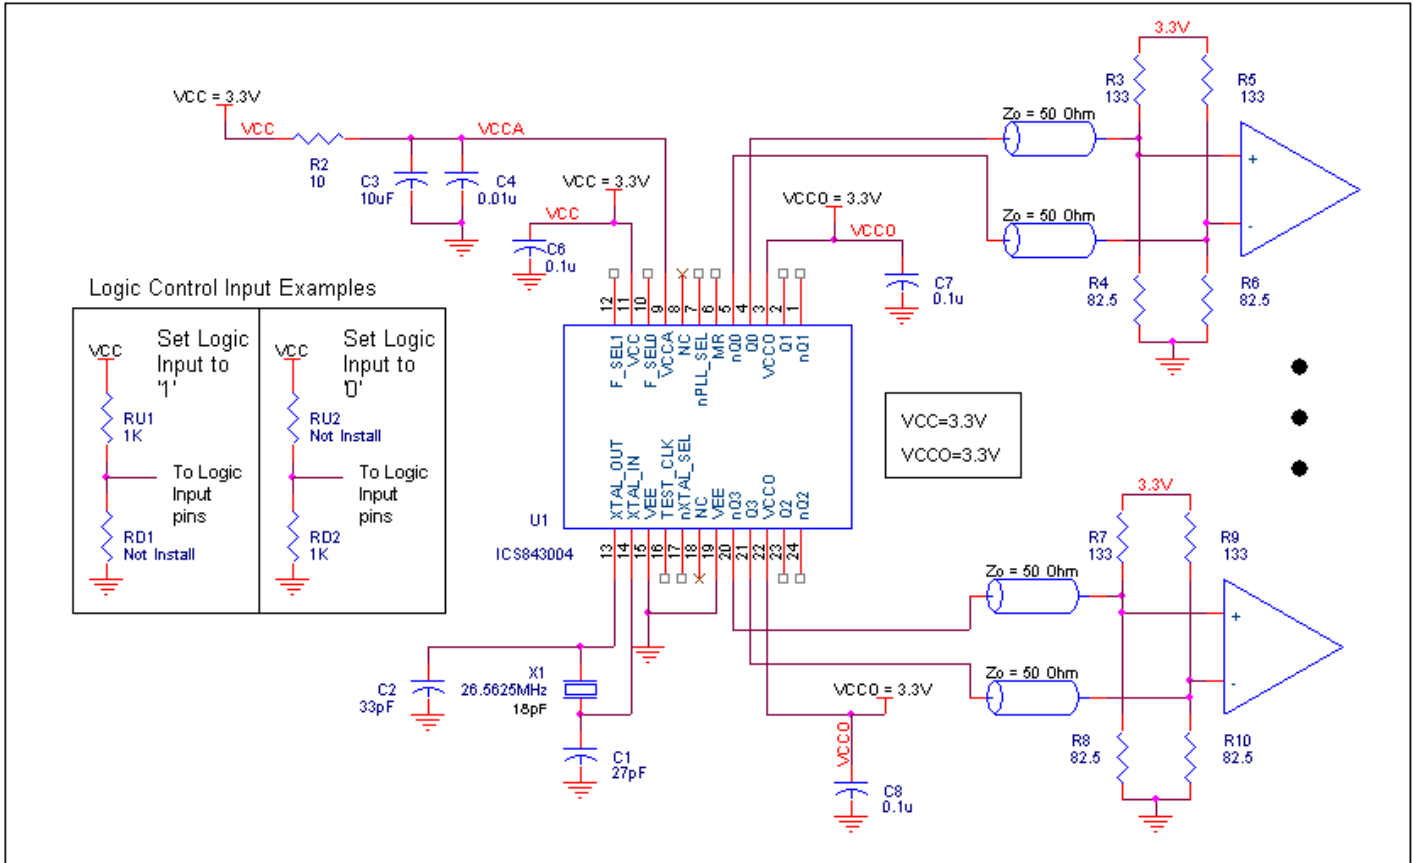 VCC = 3.3V
VCC
R2
10
VCCA
C3
10uF
C4
0.01u
VCC = 3.3V
VCC
C6
0.1u
VCCO = 3.3V
VCCO
C7
0.1u
Zo = 50 Ohm
Zo = 50 Ohm
3.3V
R3
133
R5
133
+
-
R4
82.5
R6
82.5
Logic Control Input Examples
VCC
Set Logic
Input to
'1'
RU1
1K
To Logic
Input
pins
RD1
Not Install
VCC
Set Logic
Input to
'0'
RU2
Not Install
To Logic
Input
pins
RD2
1K
12
11
10
9
8
7
6
5
4
3
2
1
F_SEL1
VCC
F_SEL0
VCCA
NC
nPLL_SEL
MR
nQ0
Q0
VCCO
Q1
nQ1
XTAL_OUT
XTAL_IN
VEE
TEST_CLK
nXTAL_SEL
NC
VEE
nQ3
Q3
VCCO
Q2
nQ2
U1
ICS843004
13
14
15
16
17
18
19
20
21
22
23
24
VCC=3.3V
VCCO=3.3V
C2
33pF
X1
26.5625MHz
18pF
C1
27pF
VCCO = 3.3V
VCCO
C8
0.1u
Zo = 50 Ohm
Zo = 50 Ohm
3.3V
R7
133
R9
133
+
-
R8
82.5
R10
82.5